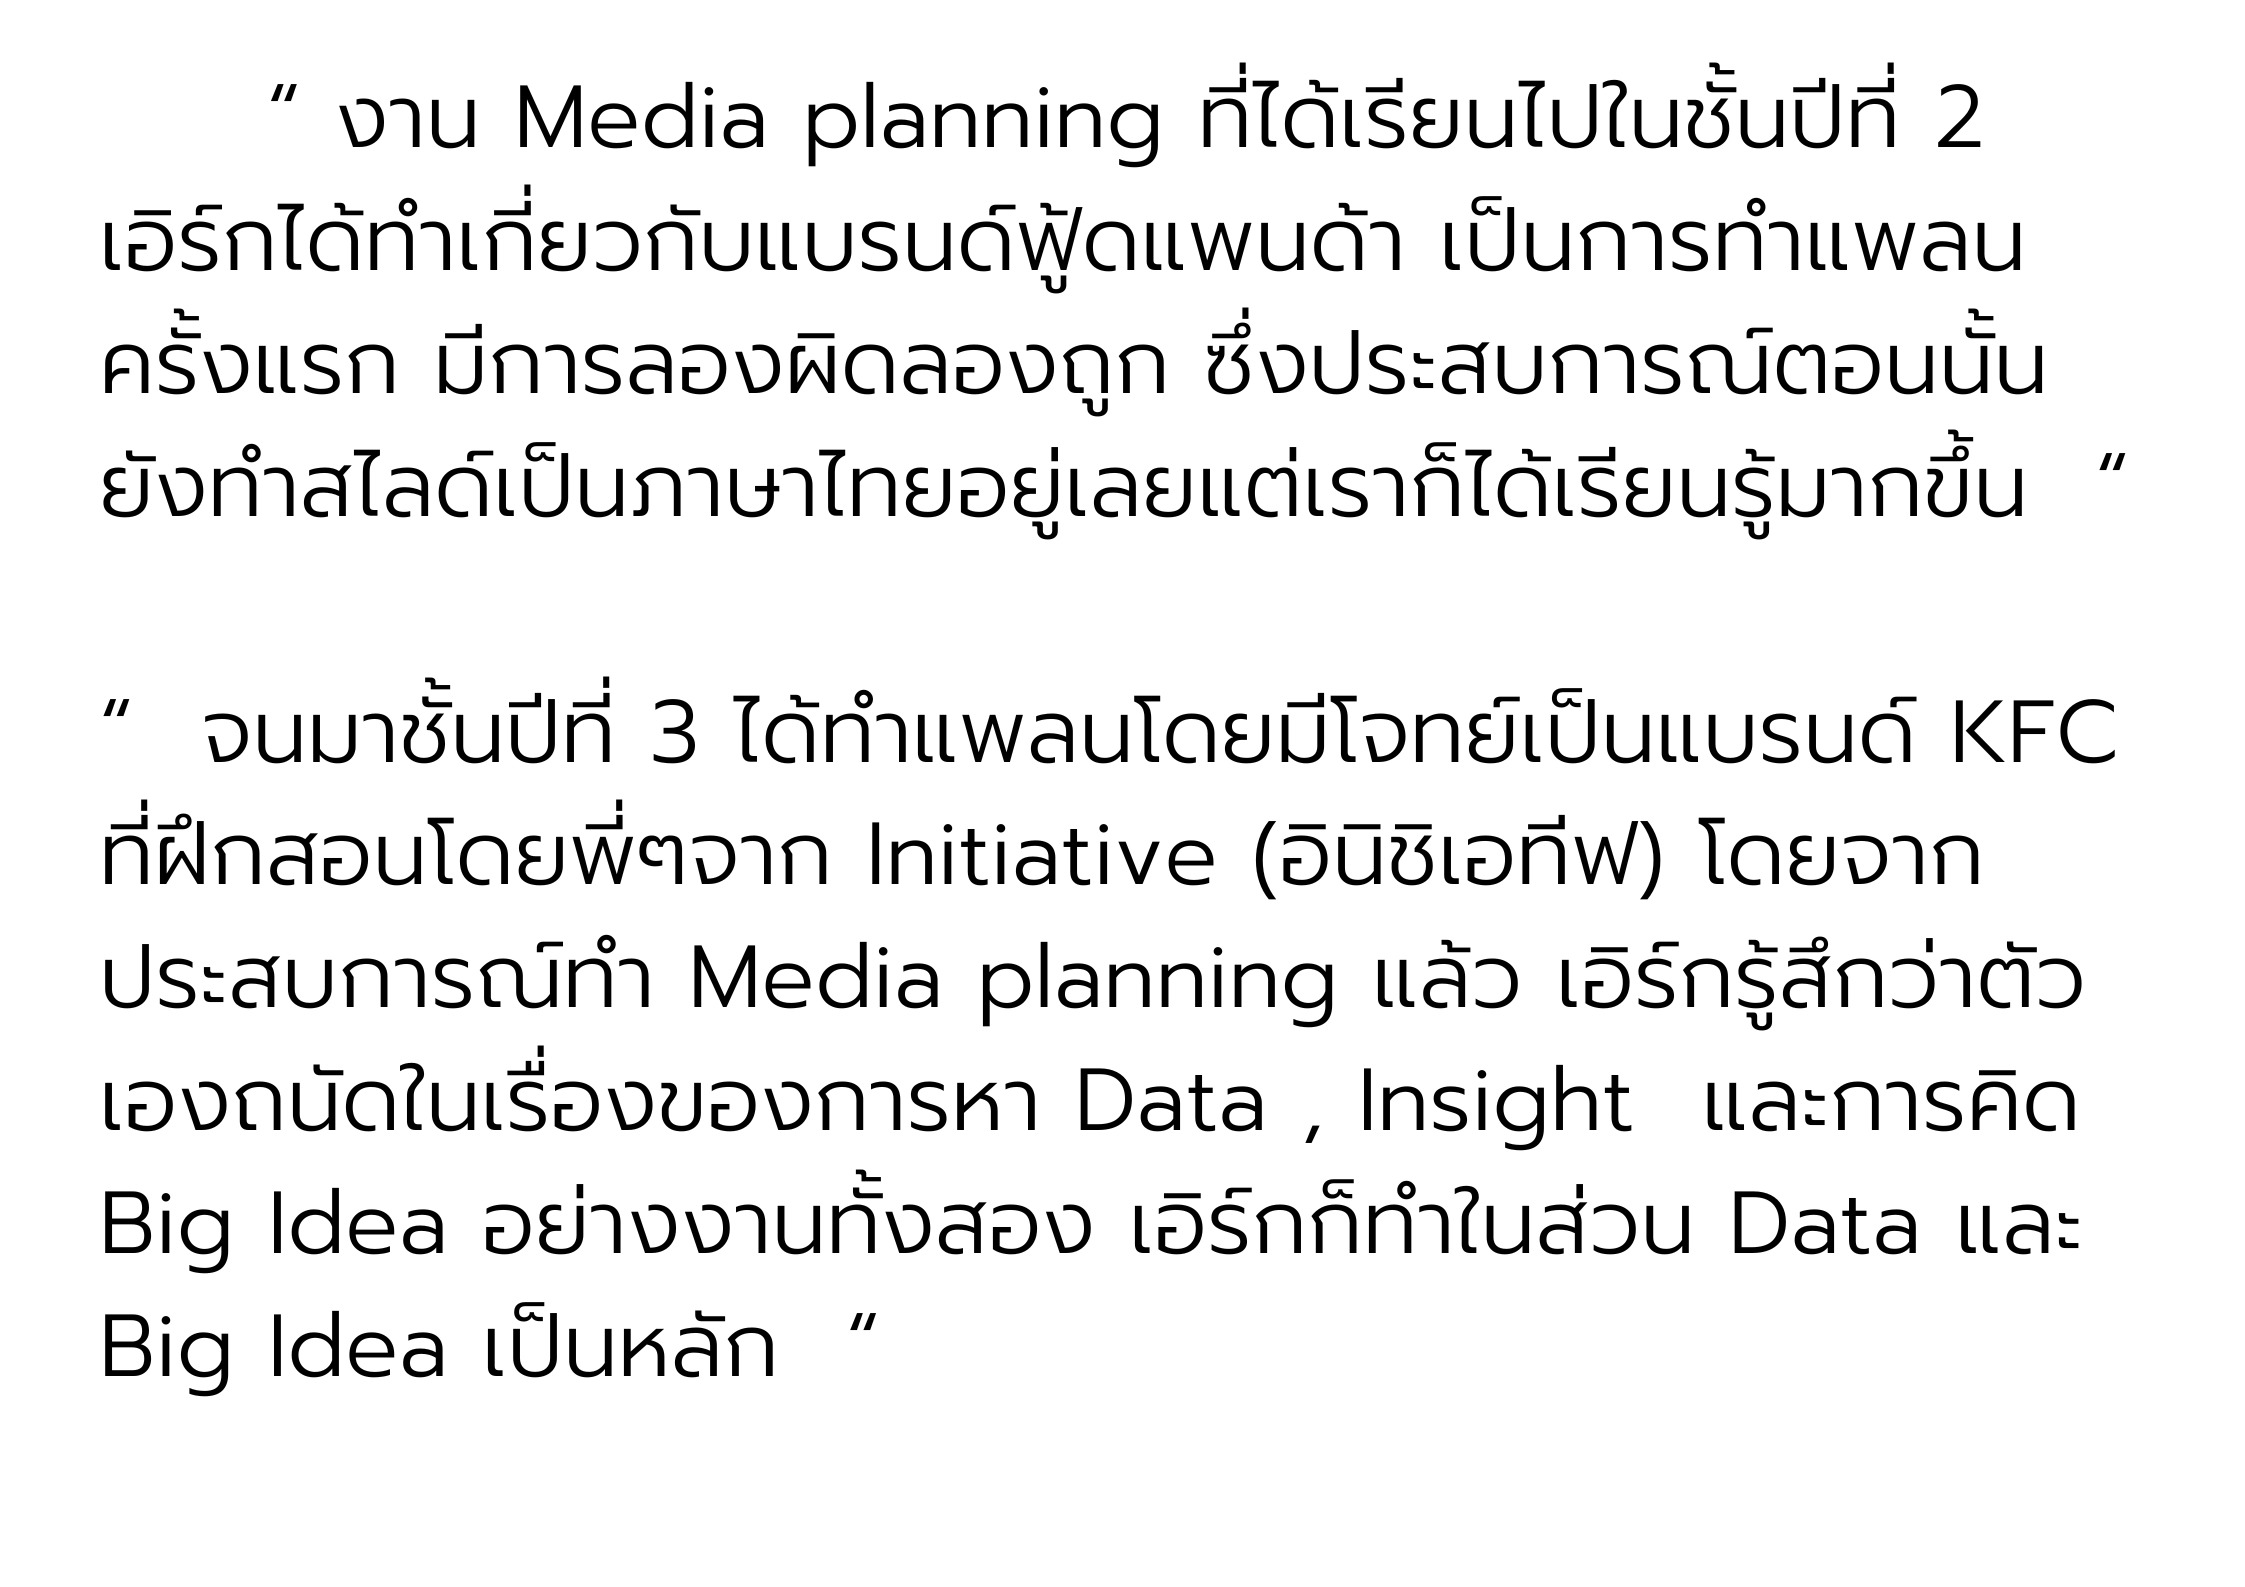 “ งาน Media planning ที่ได้เรียนไปในชั้นปีที่ 2
เอิร์กได้ทำเกี่ยวกับแบรนด์ฟู้ดแพนด้า เป็นการทำแพลน
ครั้งแรก มีการลองผิดลองถูก ซึ่งประสบการณ์ตอนนั้น
ยังทำสไลด์เป็นภาษาไทยอยู่เลยแต่เราก็ได้เรียนรู้มากขึ้น “
“ จนมาชั้นปีที่ 3 ได้ทำแพลนโดยมีโจทย์เป็นแบรนด์ KFC
ที่ฝึกสอนโดยพี่ๆจาก Initiative (อินิชิเอทีฟ) โดยจาก
ประสบการณ์ทำ Media planning แล้ว เอิร์กรู้สึกว่าตัว
เองถนัดในเรื่องของการหา Data , Insight และการคิด
Big Idea อย่างงานทั้งสอง เอิร์กก็ทำในส่วน Data และ
Big Idea เป็นหลัก “